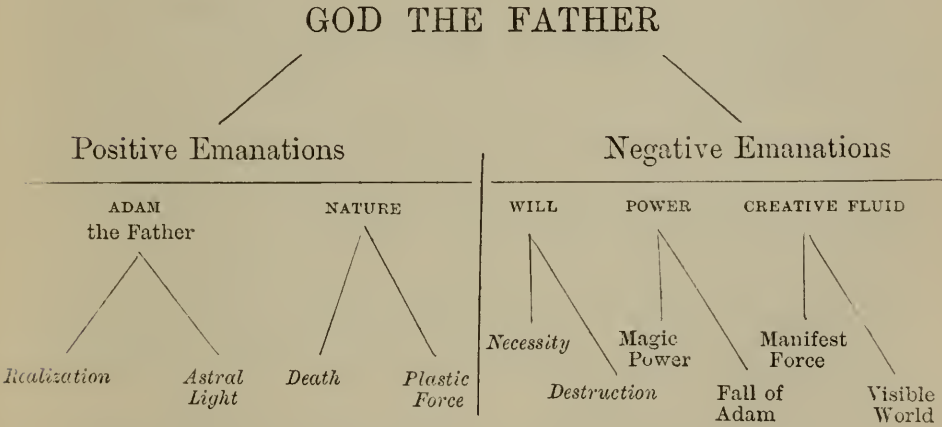 GOD THE FATHER
Positive Emanations
Negative Emanations
ADAM
the Father
NATURE
WILL
POWER
CREATIVE FLUID
Realization
Astral
Light
Death
Plastic
Force
Necessity
Destruction
Magic
Power
Fall of
Adam
Manifest
Force
Visible
World